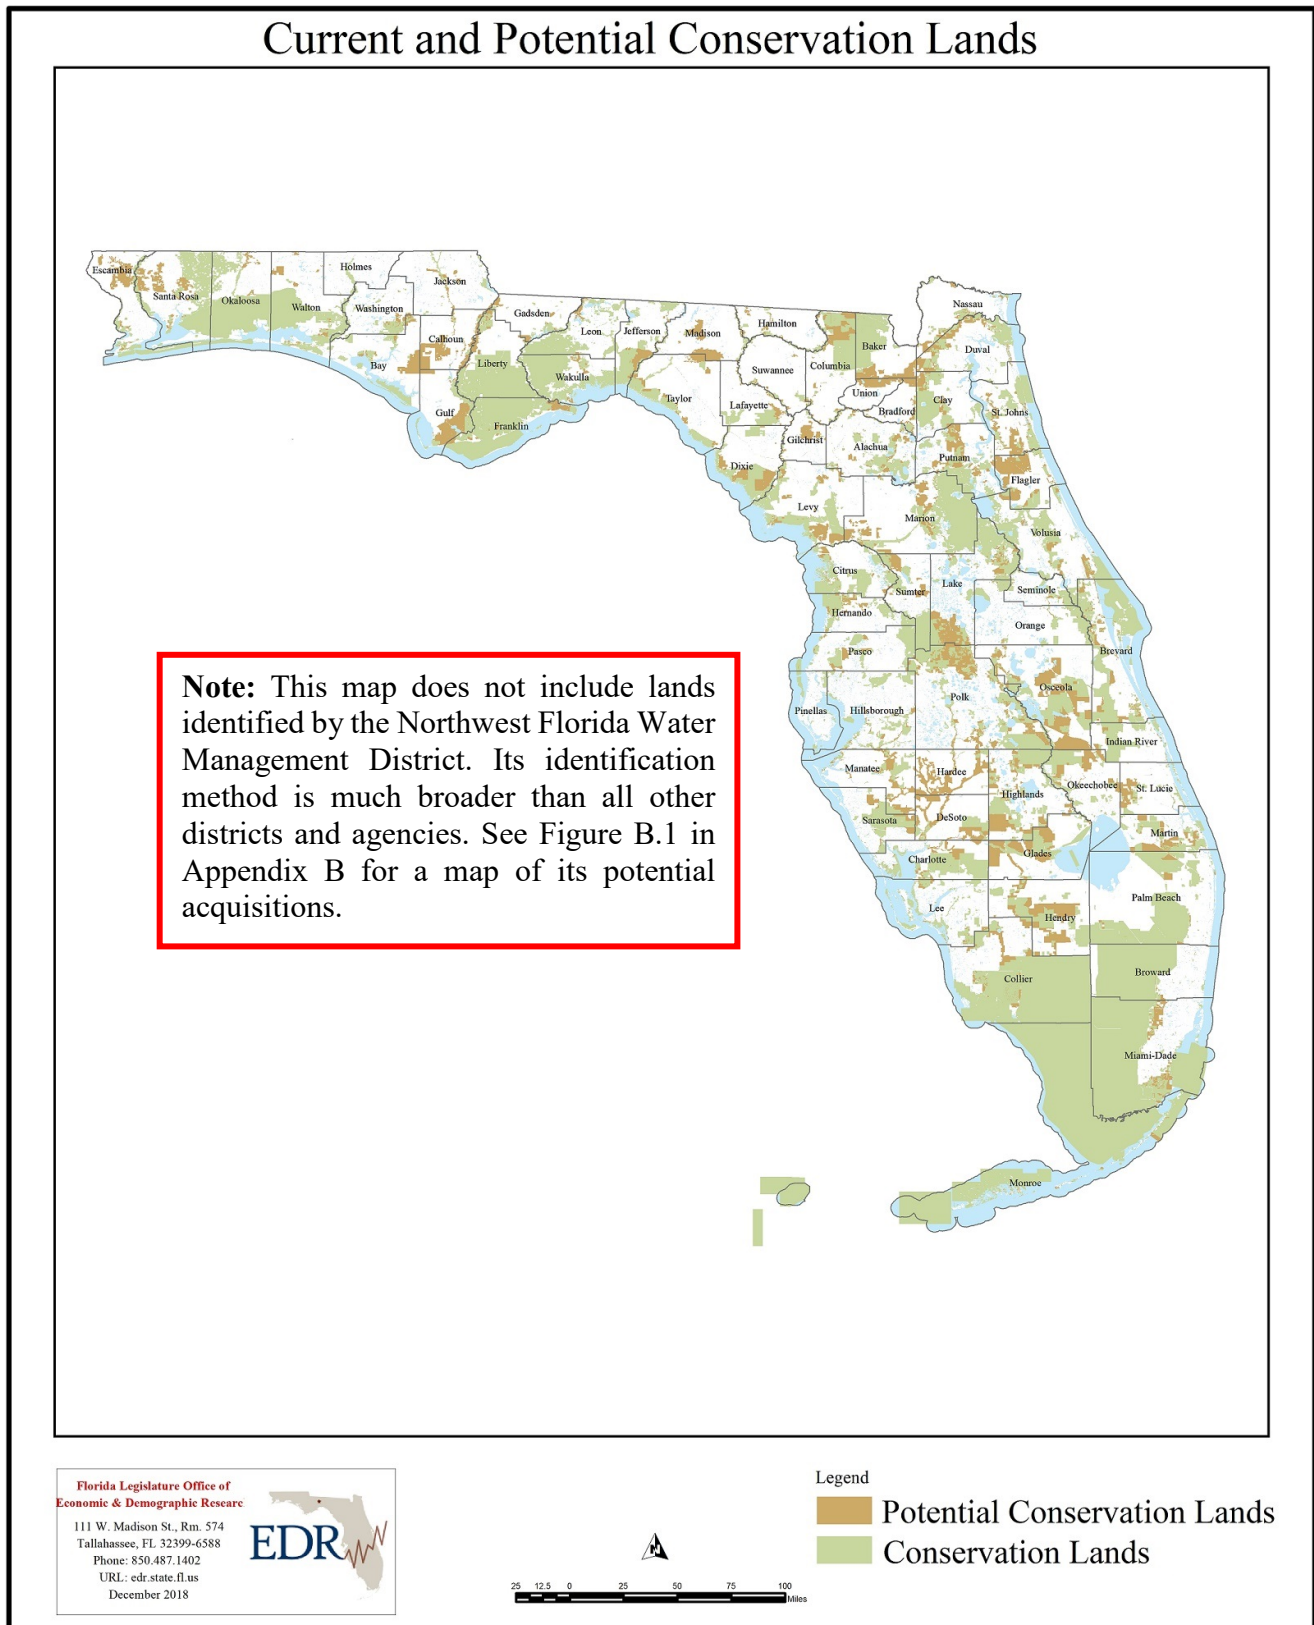 Current and Potential Conservation Lands
Escambia
Santa Rosa
Okaloosa
Walton
Holmes
Washington
Jackson
Bay
Calhoun
Gulf
Gadsden
Liberty
Franklin
Leon
Wakulla
Jefferson
Madison
Taylor
Hamilton
Suwannee
Lafayette
Dixie
Columbia
Baker
Nassau
Duval
Union
Bradford
Clay
St. Johns
Gilchrist
Alachua
Putnam
Flagler
Levy
Marion
Volusia
Citrus
Sumter
Lake
Seminole
Hernando
Orange
Pasco
Brevard
Pinellas
Hillsborough
Polk
Osceola
Indian River
Manatee
Hardee
Highlands
Okeechobee
St. Lucie
Sarasota
DeSoto
Martin
Charlotte
Glades
Lee
Hendry
Palm Beach
Collier
Broward
Miami-Dade
Monroe
Note: This map does not include lands
identified by the Northwest Florida Water
Management District. Its identification
method is much broader than all other
districts and agencies. See Figure B.1 in
Appendix B for a map of its potential
acquisitions.
Florida Legislature Office of
Economic & Demographic Researc
111 W. Madison St., Rm. 574
Tallahassee, FL 32399-6588
Phone: 850.487.1402
URL: edr.state.fl.us
December 2018
EDR
N
25 12.5 0 25 50 75 100
Miles
Legend
Potential Conservation Lands
Conservation Lands